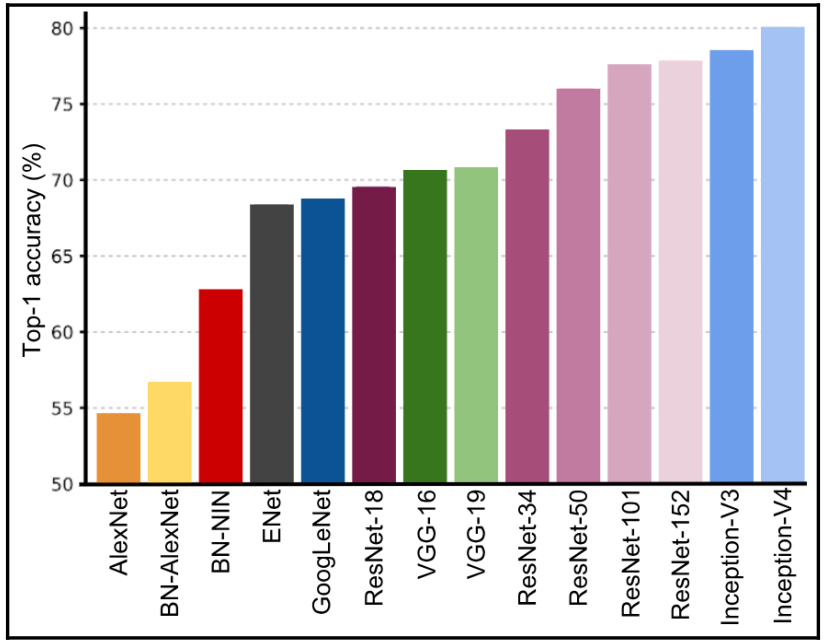 Top-1 accuracy (%)
80
75
70
65
60
55
50
AlexNet
BN-AlexNet
BN-NIN
ENet
GoogLeNet
ResNet-18
VGG-16
VGG-19
ResNet-34
ResNet-50
ResNet-101
ResNet-152
Inception-V3
Inception-V4